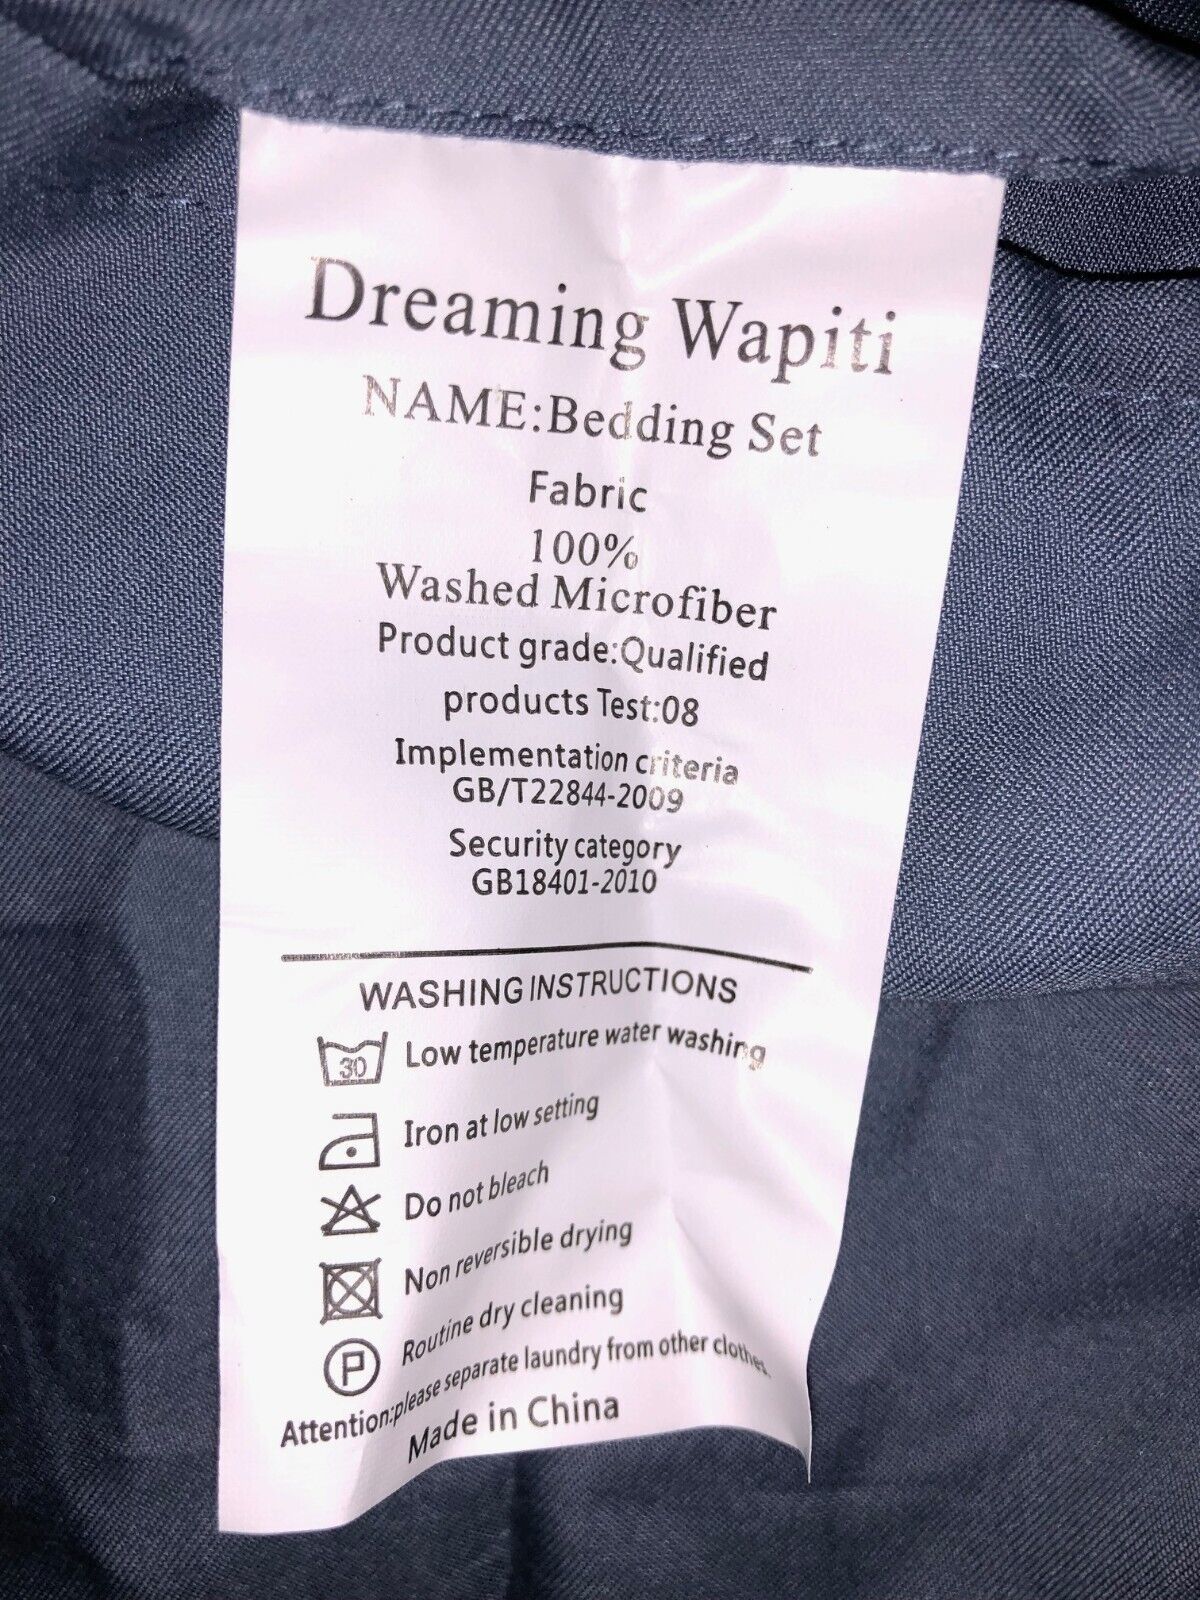 Dreaming Wapiti
NAME:Bedding Set
Fabric
100%
Washed Microfiber
Product grade:Qualified
products Test:08
Implementation criteria
GB/T22844-2009
Security category
GB18401-2010
WASHING INSTRUCTIONS
30 Low temperature water washing
Iron at low setting
Do not bleach
Non reversible drying
P Routine dry cleaning
Attention:please separate laundry from other clothes.
Made in China